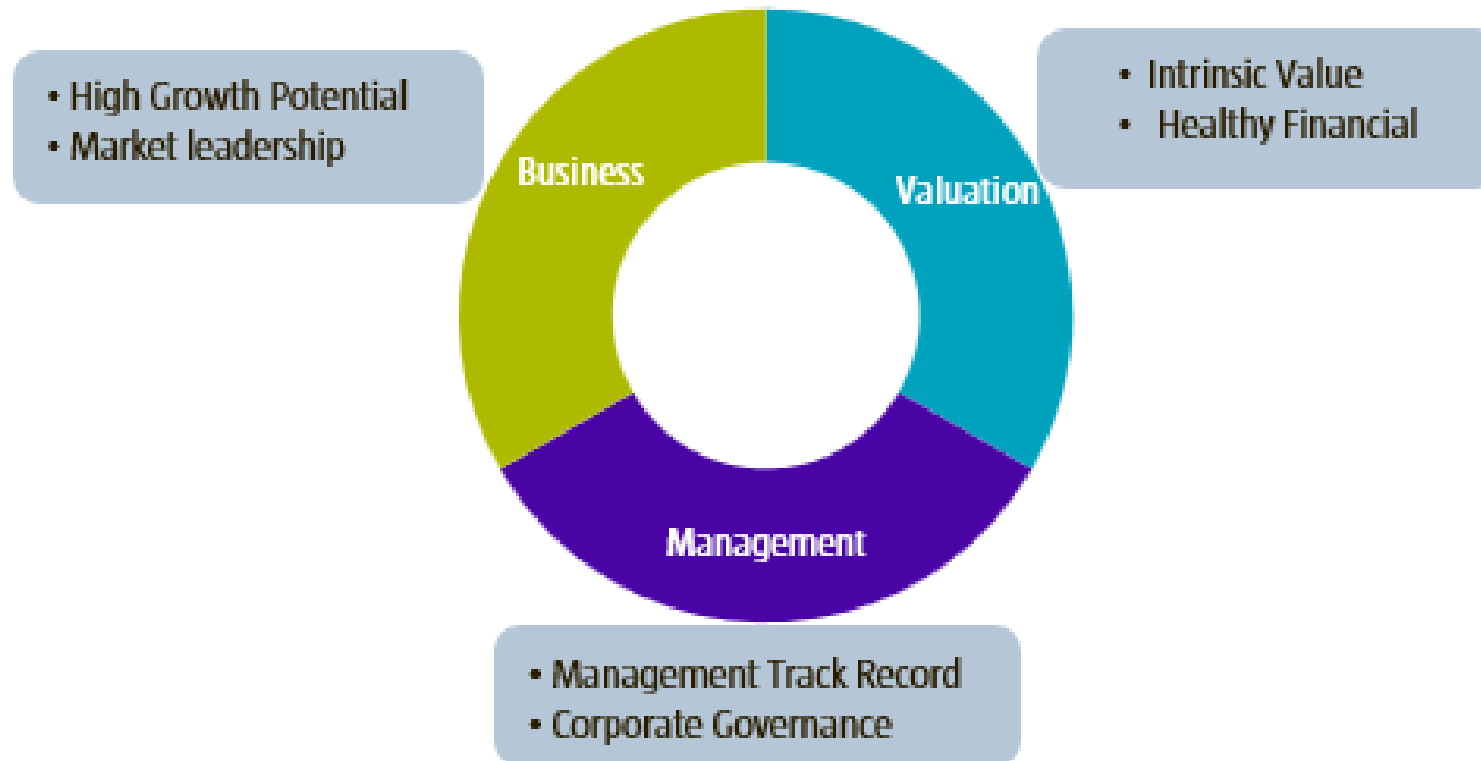 • High Growth Potential
• Market leadership
Business
• Intrinsic Value
• Healthy Financial
Valuation
Management
• Management Track Record
• Corporate Governance